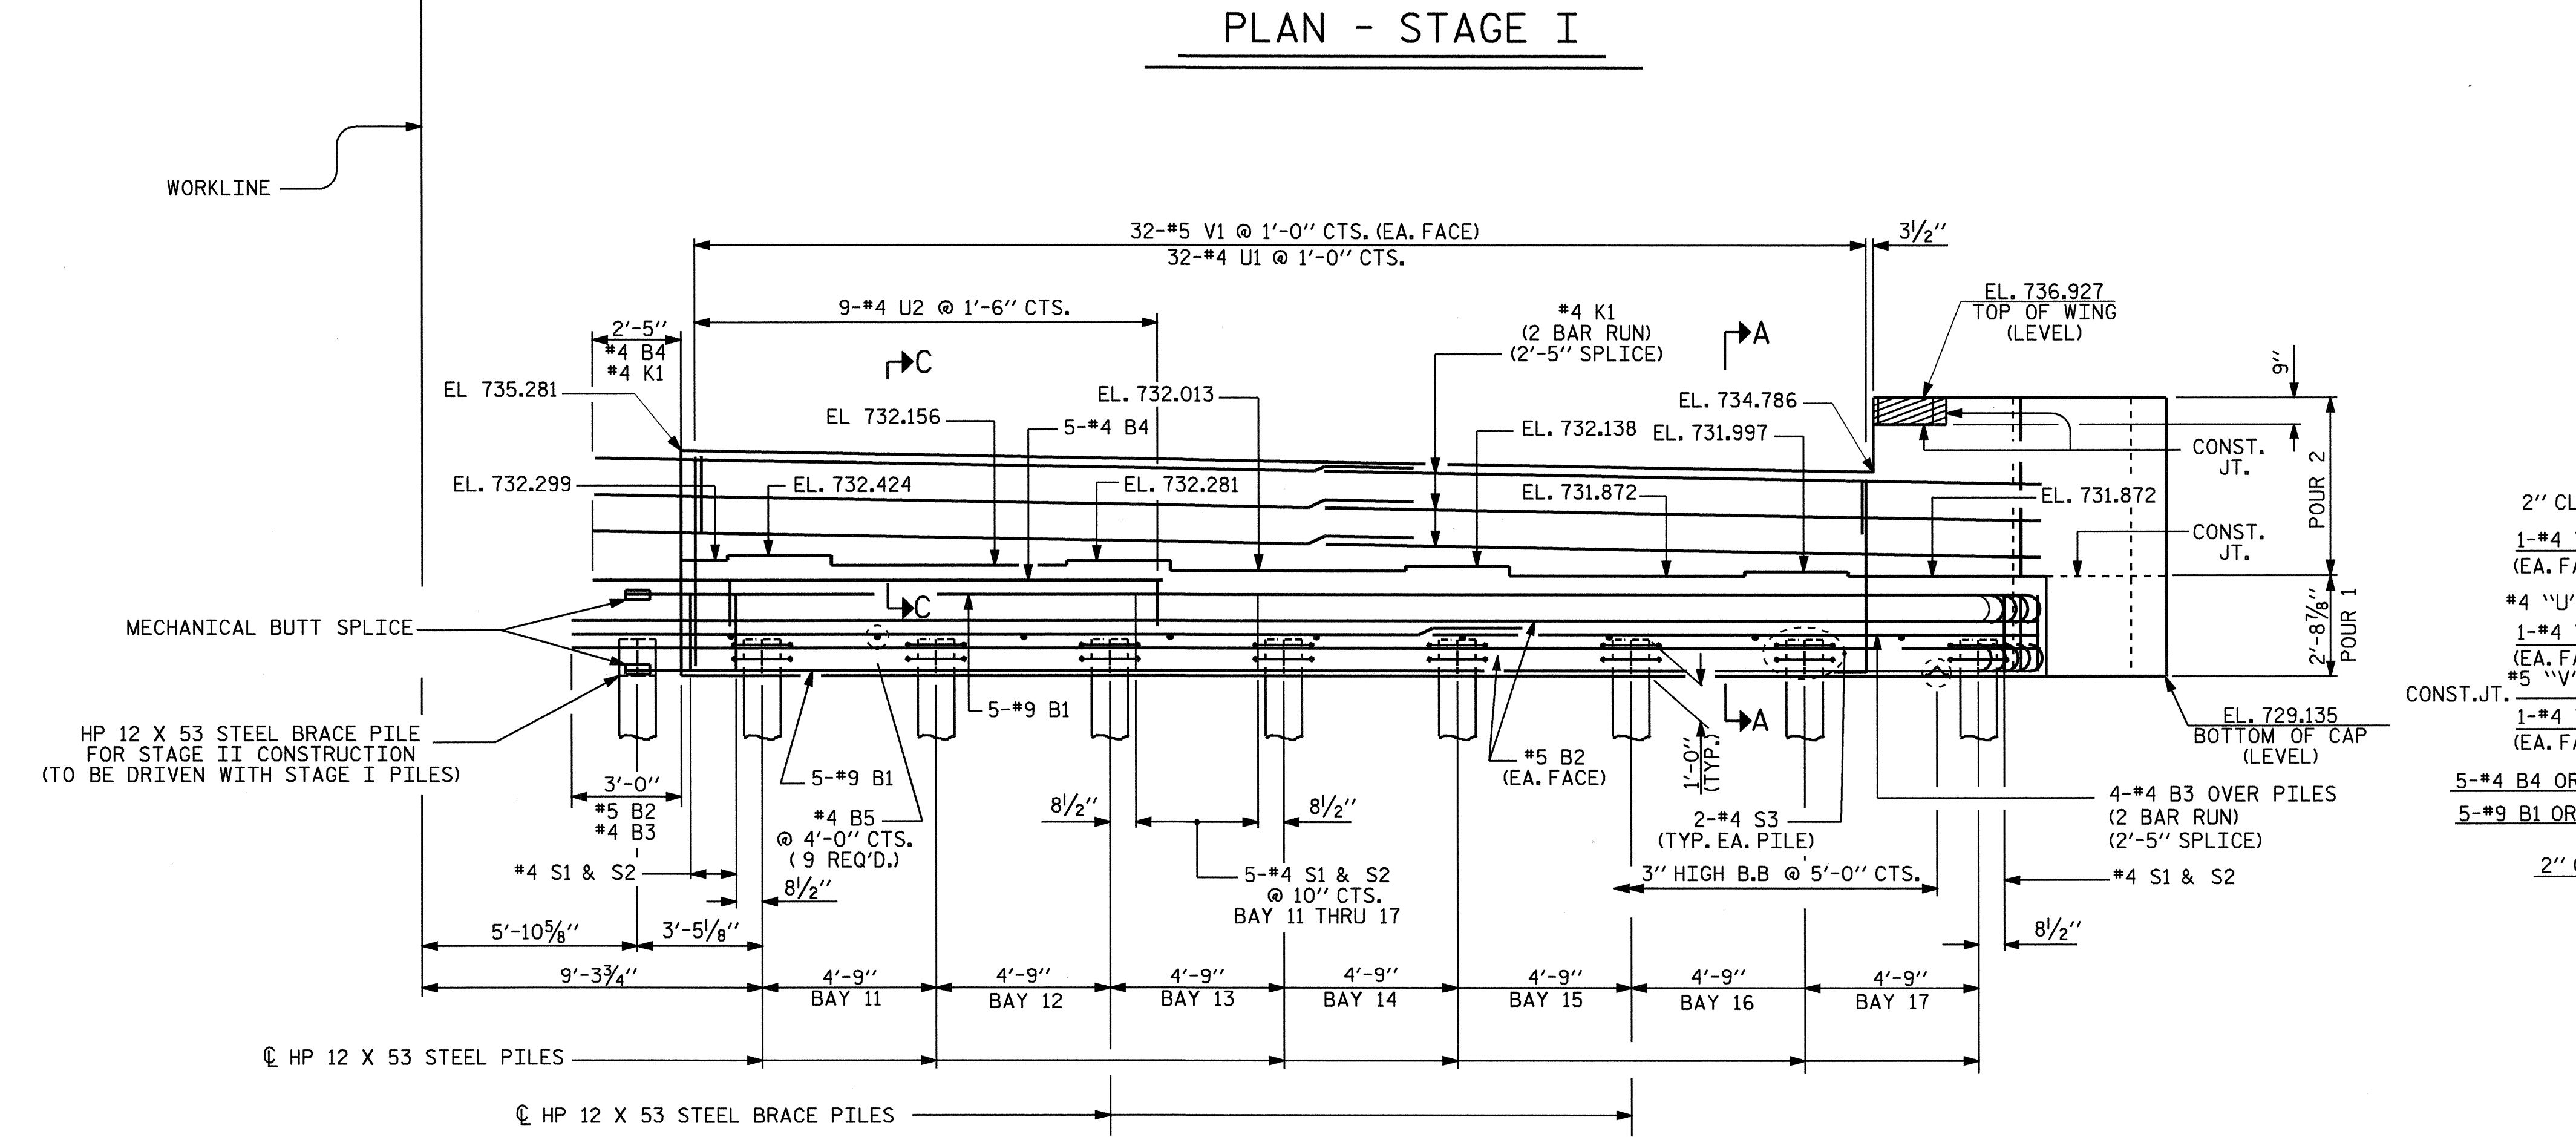 PLAN - STAGE I
WORKLINE
32-#5 V1 @ 1'-0" CTS. (EA. FACE)
32-#4 U1 @ 1'-0" CTS.
3½"
9-#4 U2 @ 1'-6" CTS.
#4 K1
(2 BAR RUN)
(2'-5" SPLICE)
A
EL. 736.927
TOP OF WING
(LEVEL)
2'-5"
#4 B4
#4 K1
C
9"
EL 735.281
EL 732.156
EL. 732.013
5-#4 B4
EL. 734.786
EL. 732.138
EL. 731.997
CONST.
JT.
POUR 2
EL. 732.299
EL. 732.424
EL. 732.281
EL. 731.872
EL. 731.872
CONST.
JT.
2" CL
1-#4
(EA. FA
#4 "U"
1-#4
(EA. FA
#5 "V"
CONST. JT.
1-#4
(EA. FA
5-#4 B4 OR
5-#9 B1 OR
2"
C
MECHANICAL BUTT SPLICE
2'-8⅞"
POUR 1
5-#9 B1
A
HP 12 X 53 STEEL BRACE PILE
FOR STAGE II CONSTRUCTION
(TO BE DRIVEN WITH STAGE I PILES)
EL. 729.135
BOTTOM OF CAP
(LEVEL)
3'-0"
#5 B2
#4 B3
5-#9 B1
#4 B5
@ 4'-0" CTS.
( 9 REQ'D.)
8½"
8½"
#5 B2
(EA. FACE)
1'-0"
(TYP.)
2-#4 S3
(TYP. EA. PILE)
4-#4 B3 OVER PILES
(2 BAR RUN)
(2'-5" SPLICE)
#4 S1 & S2
8½"
5-#4 S1 & S2
@ 10" CTS.
BAY 11 THRU 17
3" HIGH B.B @ 5'-0" CTS.
#4 S1 & S2
8½"
5'-10⅝"
3'-5⅛"
9'-3¾"
4'-9"
BAY 11
4'-9"
BAY 12
4'-9"
BAY 13
4'-9"
BAY 14
4'-9"
BAY 15
4'-9"
BAY 16
4'-9"
BAY 17
℄ HP 12 X 53 STEEL PILES
℄ HP 12 X 53 STEEL BRACE PILES